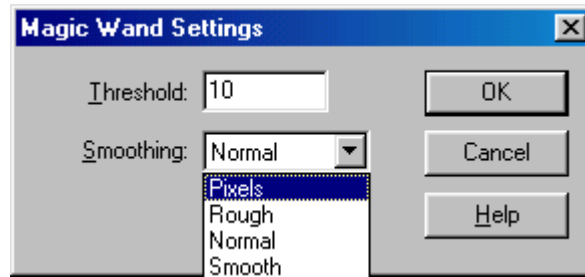 Magic Wand Settings
Threshold: 10
OK
Smoothing: Normal
Cancel
Pixels
Rough
Help
Normal
Smooth